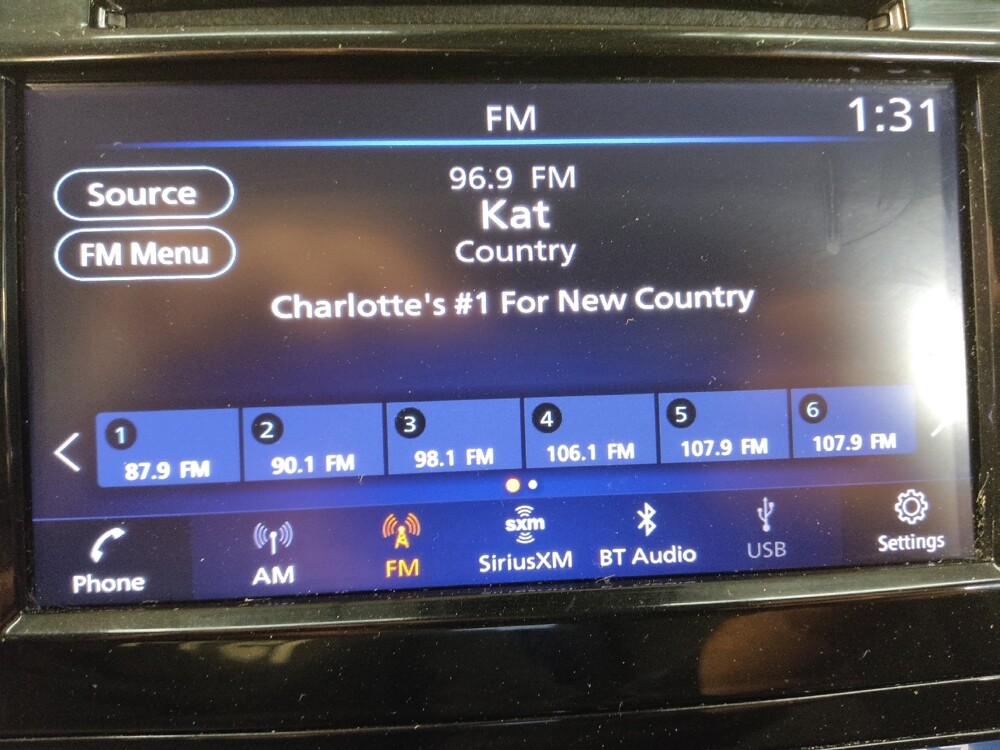 FM 1:31
Source
FM Menu
96.9 FM
Kat
Country
Charlotte's #1 For New Country
1 2 3 4 5 6
87.9 FM 90.1 FM 98.1 FM 106.1 FM 107.9 FM 107.9 FM
sxm
Phone AM FM SiriusXM BT Audio USB Settings